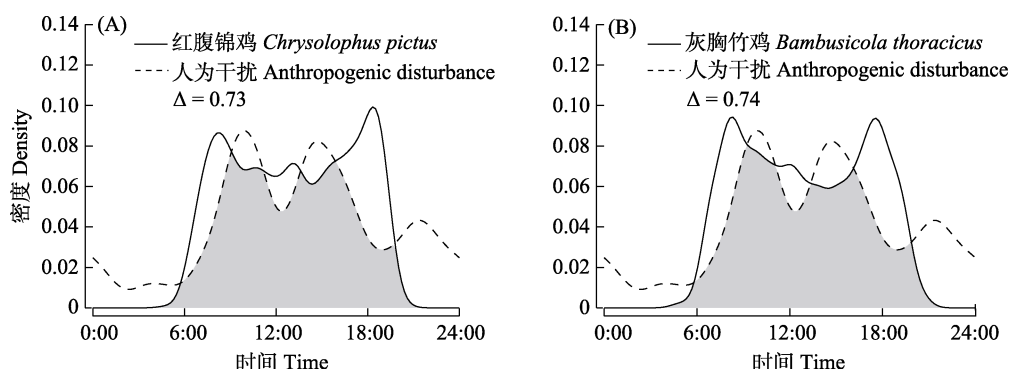 (A)
红腹锦鸡 Chrysolophus pictus
人为干扰 Anthropogenic disturbance
Δ = 0.73
密度 Density
0.14
0.12
0.10
0.08
0.06
0.04
0.02
0
0:00 6:00 12:00 18:00 24:00
时间 Time
(B)
灰胸竹鸡 Bambusicola thoracicus
人为干扰 Anthropogenic disturbance
Δ = 0.74
0.14
0.12
0.10
0.08
0.06
0.04
0.02
0
0:00 6:00 12:00 18:00 24:00
时间 Time